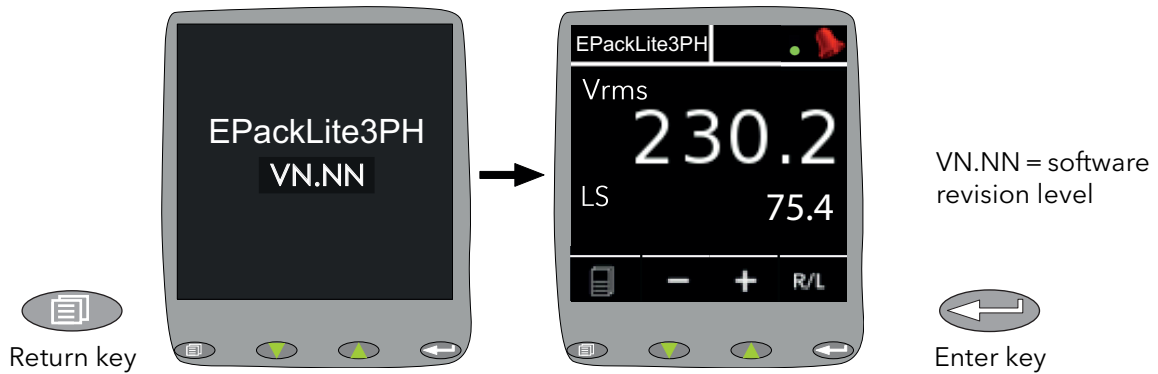 EPackLite3PH
VN.NN
EPackLite3PH
Vrms
230.2
LS
75.4
− + R/L
VN.NN = software
revision level
Return key
Enter key